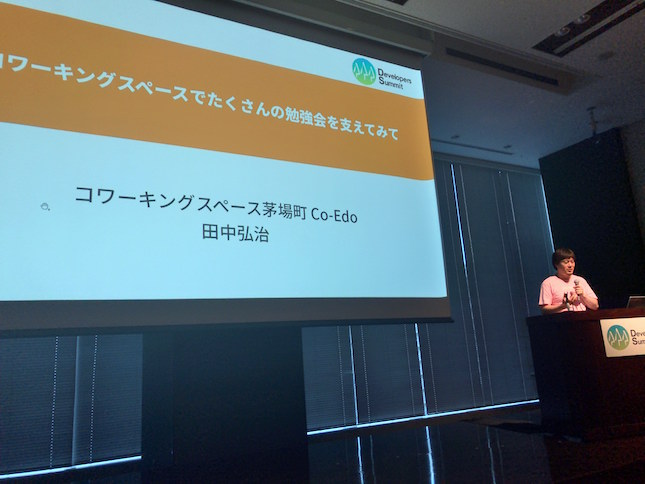 コワーキングスペースでたくさんの勉強会を支えてみて
Developers
Summit
コワーキングスペース茅場町 Co-Edo
田中弘治